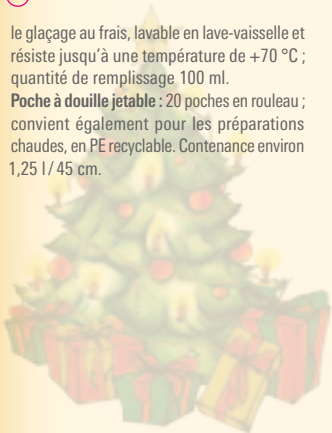 le glaçage au frais, lavable en lave-vaisselle et
résiste jusqu’à une température de +70 °C ;
quantité de remplissage 100 ml.
Poche à douille jetable : 20 poches en rouleau ;
convient également pour les préparations
chaudes, en PE recyclable. Contenance environ
1,25 l / 45 cm.